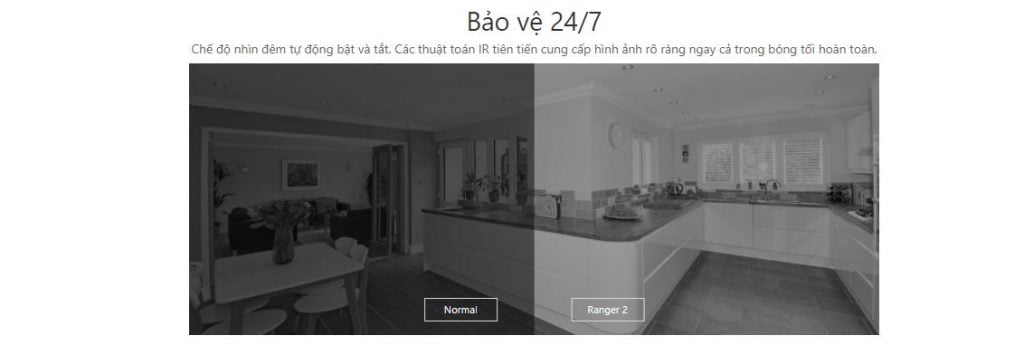 Bảo vệ 24/7
Chế độ nhìn đêm tự động bật và tắt. Các thuật toán IR tiên tiến cung cấp hình ảnh rõ ràng ngay cả trong bóng tối hoàn toàn.
Normal
Ranger 2